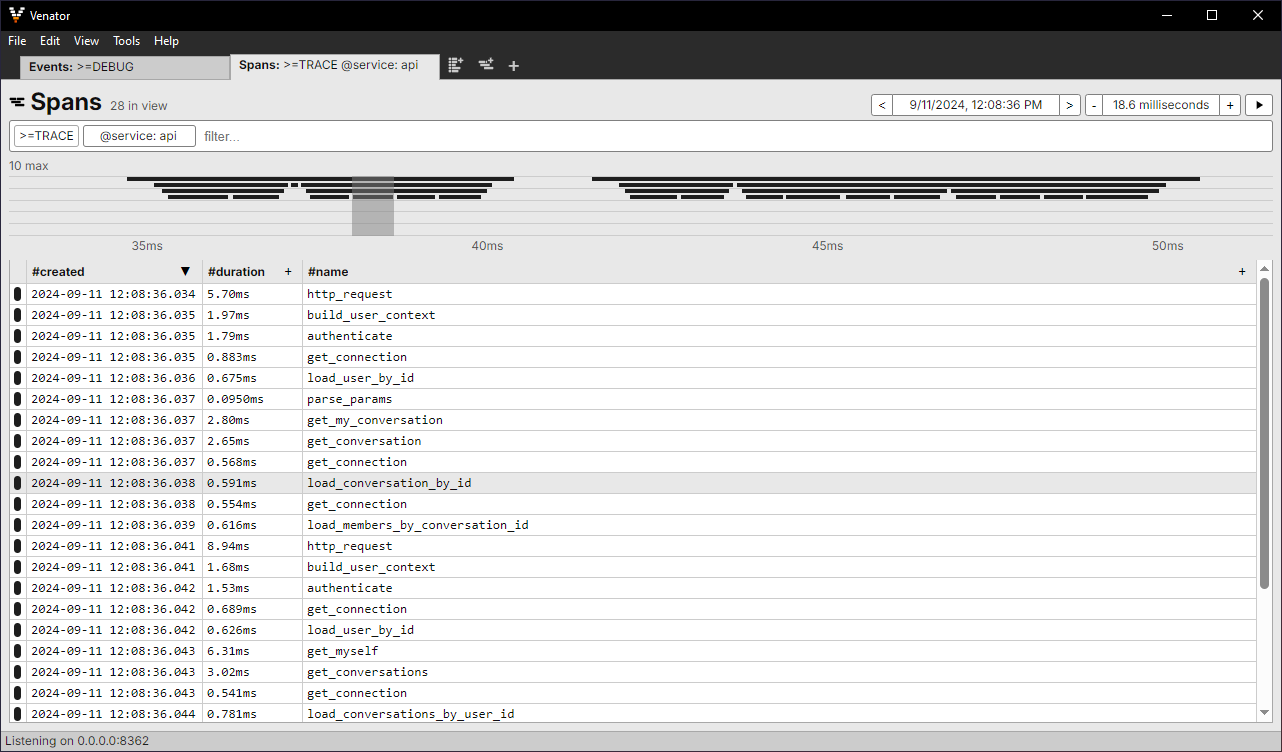 Venator
File Edit View Tools Help
Events: >=DEBUG Spans: >=TRACE @service: api +
Spans 28 in view < 9/11/2024, 12:08:36 PM > - 18.6 milliseconds +
>=TRACE @service: api filter...
10 max
35ms 40ms 45ms 50ms
#created #duration + #name +
2024-09-11 12:08:36.034 5.70ms http_request
2024-09-11 12:08:36.035 1.97ms build_user_context
2024-09-11 12:08:36.035 1.79ms authenticate
2024-09-11 12:08:36.035 0.883ms get_connection
2024-09-11 12:08:36.036 0.675ms load_user_by_id
2024-09-11 12:08:36.037 0.0950ms parse_params
2024-09-11 12:08:36.037 2.80ms get_my_conversation
2024-09-11 12:08:36.037 2.65ms get_conversation
2024-09-11 12:08:36.037 0.568ms get_connection
2024-09-11 12:08:36.038 0.591ms load_conversation_by_id
2024-09-11 12:08:36.038 0.554ms get_connection
2024-09-11 12:08:36.039 0.616ms load_members_by_conversation_id
2024-09-11 12:08:36.041 8.94ms http_request
2024-09-11 12:08:36.041 1.68ms build_user_context
2024-09-11 12:08:36.042 1.53ms authenticate
2024-09-11 12:08:36.042 0.689ms get_connection
2024-09-11 12:08:36.042 0.626ms load_user_by_id
2024-09-11 12:08:36.043 6.31ms get_myself
2024-09-11 12:08:36.043 3.02ms get_conversations
2024-09-11 12:08:36.043 0.541ms get_connection
2024-09-11 12:08:36.044 0.781ms load_conversations_by_user_id
Listening on 0.0.0.0:8362